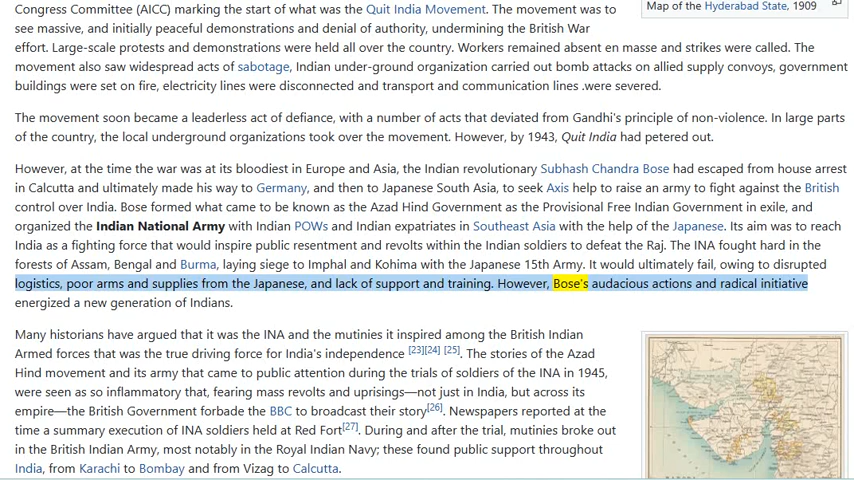 Congress Committee (AICC) marking the start of what was the Quit India Movement. The movement was to
Map of the Hyderabad State, 1909
see massive, and initially peaceful demonstrations and denial of authority, undermining the British War
effort. Large-scale protests and demonstrations were held all over the country. Workers remained absent en masse and strikes were called. The
movement also saw widespread acts of sabotage, Indian under-ground organization carried out bomb attacks on allied supply convoys, government
buildings were set on fire, electricity lines were disconnected and transport and communication lines .were severed.
The movement soon became a leaderless act of defiance, with a number of acts that deviated from Gandhi's principle of non-violence. In large parts
of the country, the local underground organizations took over the movement. However, by 1943, Quit India had petered out.
However, at the time the war was at its bloodiest in Europe and Asia, the Indian revolutionary Subhash Chandra Bose had escaped from house arrest
in Calcutta and ultimately made his way to Germany, and then to Japanese South Asia, to seek Axis help to raise an army to fight against the British
control over India. Bose formed what came to be known as the Azad Hind Government as the Provisional Free Indian Government in exile, and
organized the Indian National Army with Indian POWs and Indian expatriates in Southeast Asia with the help of the Japanese. Its aim was to reach
India as a fighting force that would inspire public resentment and revolts within the Indian soldiers to defeat the Raj. The INA fought hard in the
forests of Assam, Bengal and Burma, laying siege to Imphal and Kohima with the Japanese 15th Army. It would ultimately fail, owing to disrupted
logistics, poor arms and supplies from the Japanese, and lack of support and training. However, Bose's audacious actions and radical initiative
energized a new generation of Indians.
Many historians have argued that it was the INA and the mutinies it inspired among the British Indian
Armed forces that was the true driving force for India's independence [23][24] [25]. The stories of the Azad
Hind movement and its army that came to public attention during the trials of soldiers of the INA in 1945,
were seen as so inflammatory that, fearing mass revolts and uprisings—not just in India, but across its
empire—the British Government forbade the BBC to broadcast their story[26]. Newspapers reported at the
time a summary execution of INA soldiers held at Red Fort[27]. During and after the trial, mutinies broke out
in the British Indian Army, most notably in the Royal Indian Navy; these found public support throughout
India, from Karachi to Bombay and from Vizag to Calcutta.